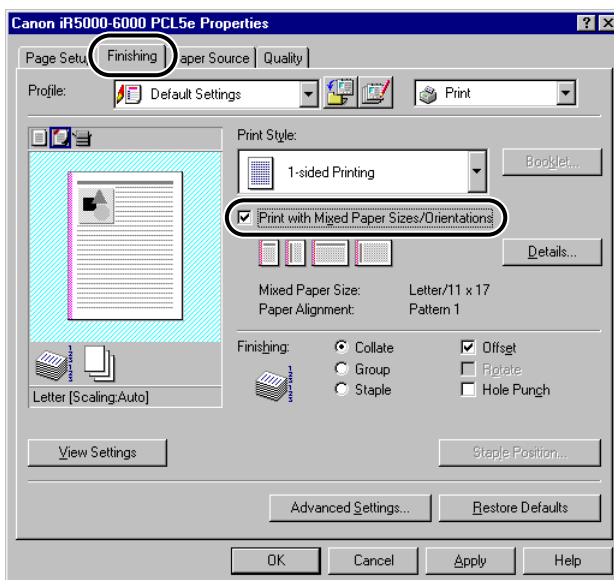 Canon iR5000-6000 PCL5e Properties
Page Setu Finishing aper Source Quality
Profile: Default Settings Print
Print Style:
1-sided Printing Booklet...
Print with Mixed Paper Sizes/Orientations
Details...
Mixed Paper Size: Letter/11 x 17
Paper Alignment: Pattern 1
Finishing: Collate Offset
Group Rotate
Staple Hole Punch
Letter [Scaling:Auto]
View Settings Staple Position...
Advanced Settings... Restore Defaults
OK Cancel Apply Help